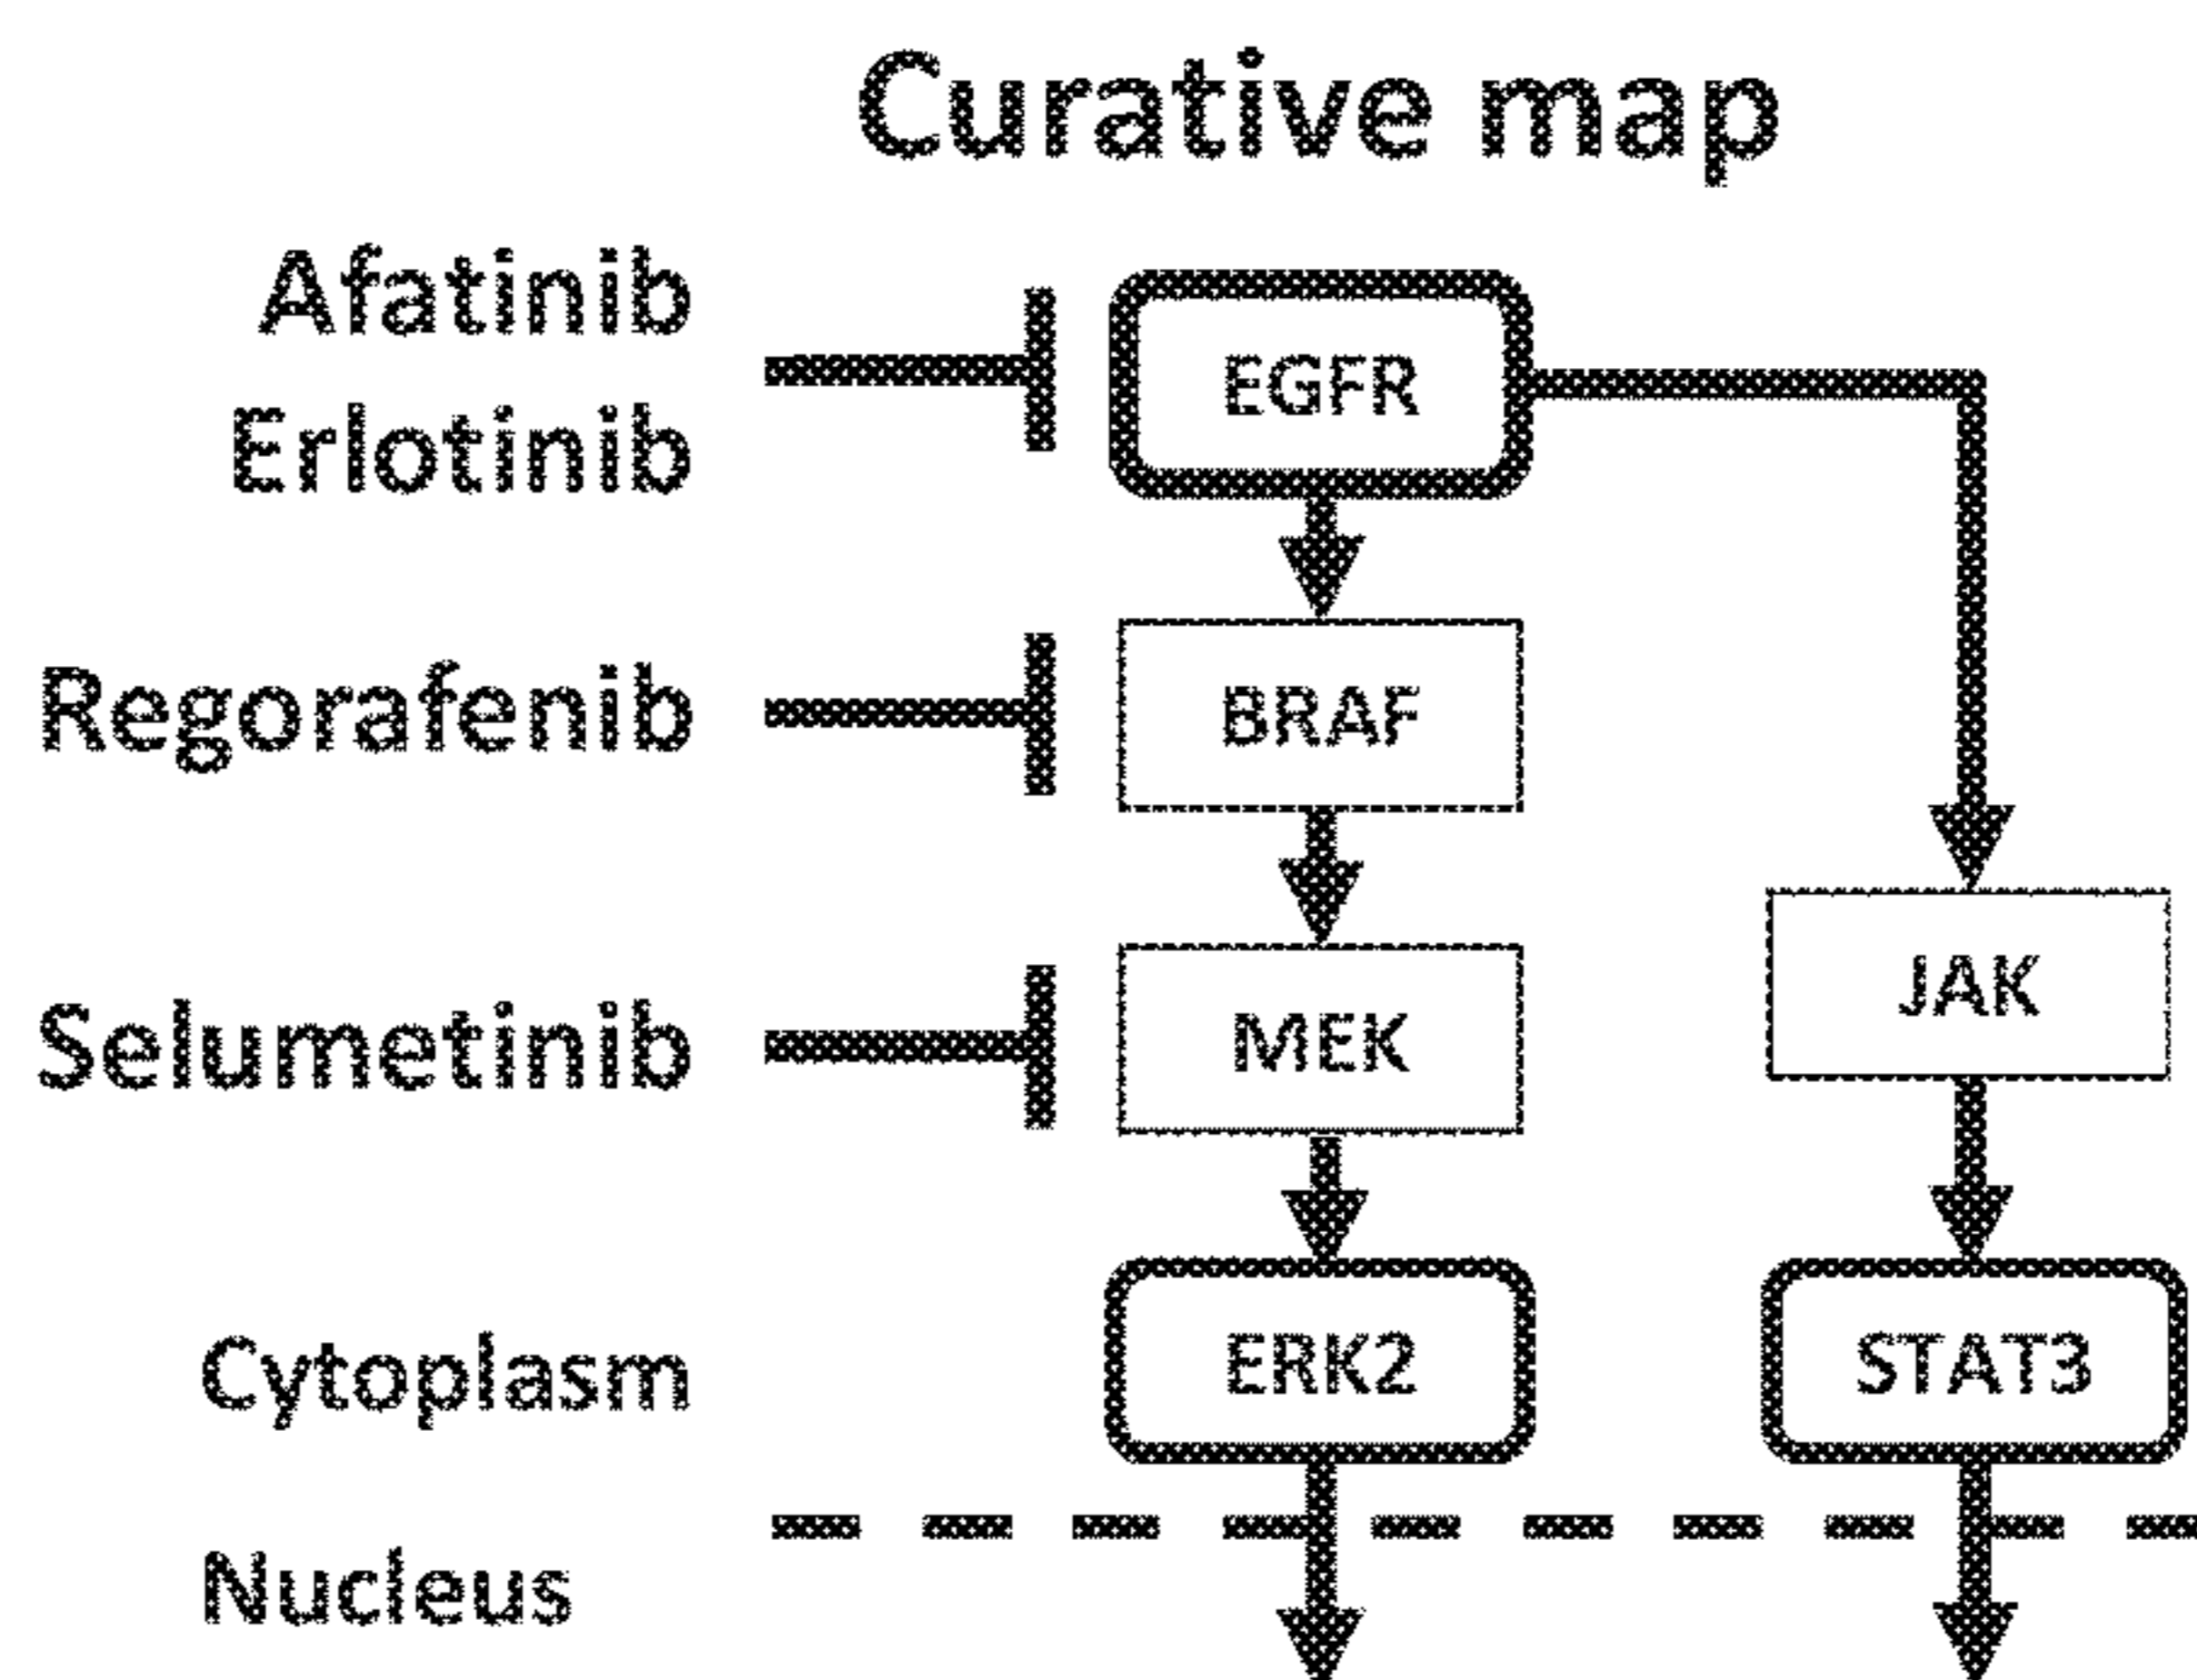 Curative map
Afatinib
Erlotinib
EGFR
Regorafenib
BRAF
Selumetinib
MEK
JAK
Cytoplasm
ERK2
STAT3
Nucleus